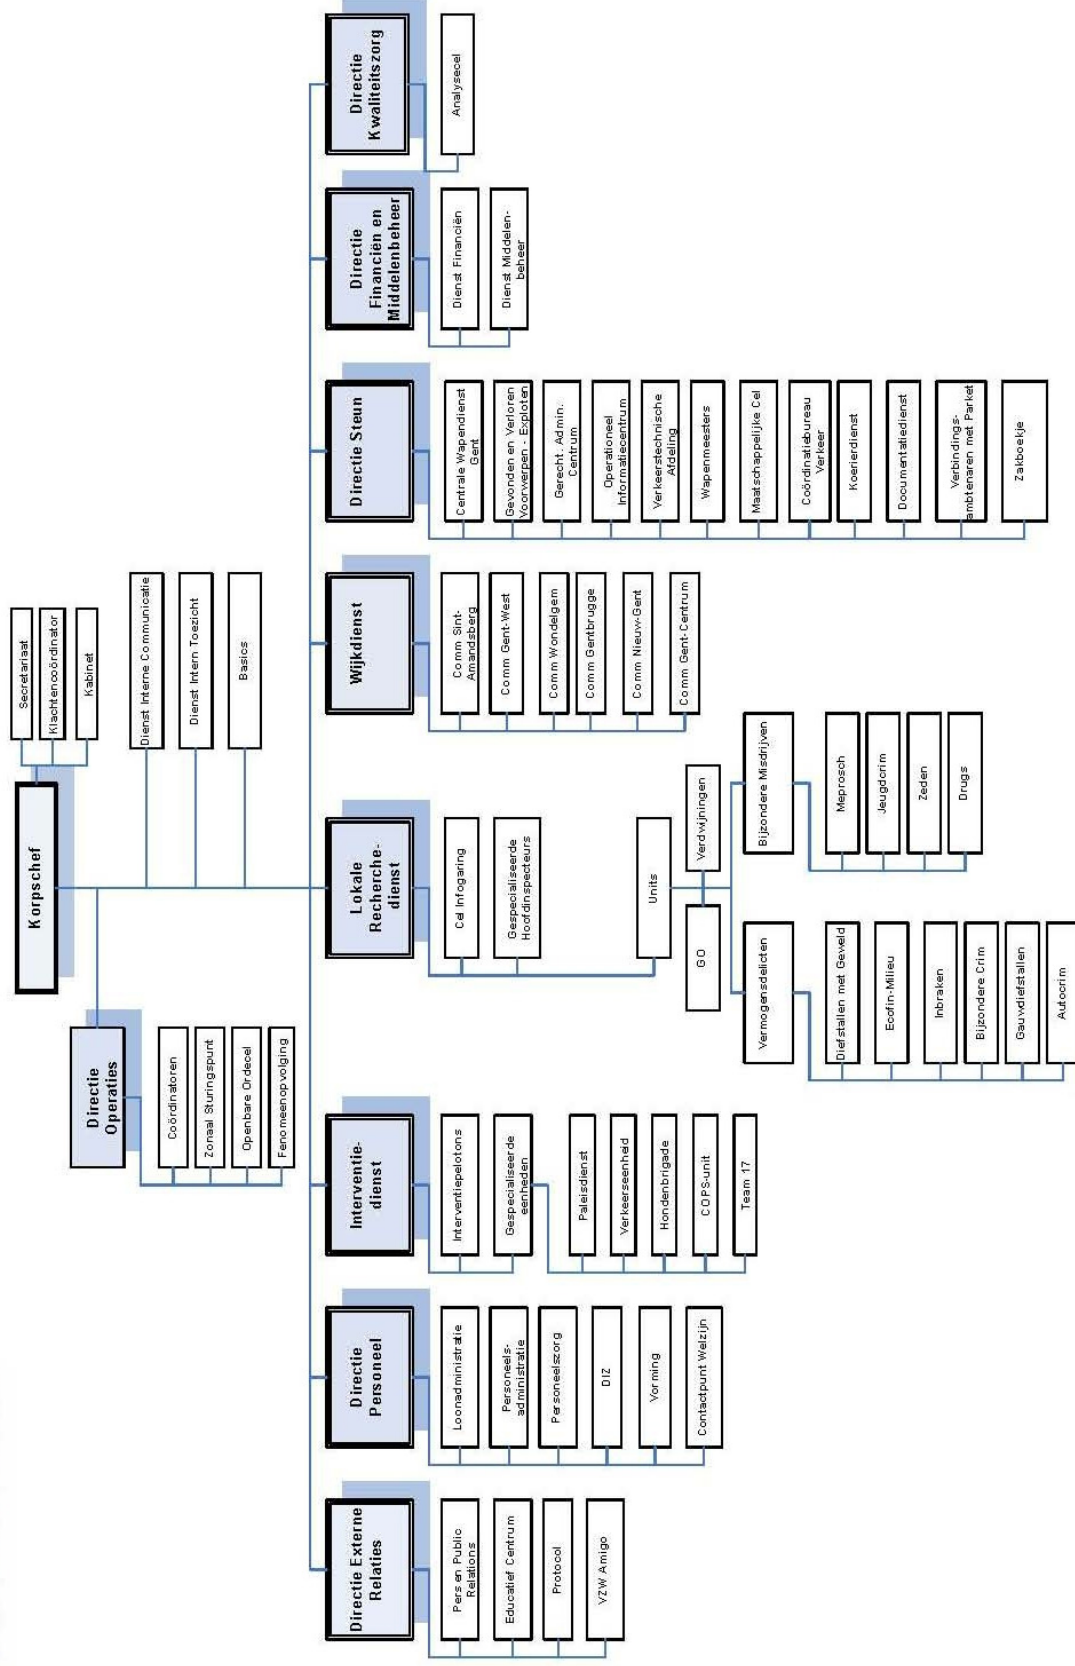 Korpschef
Secretariaat
Klachtencoördinator
Kabinet
Directie
Operaties
Coördinatoren
Zonaal Sturingspunt
Openbare Ordecel
Fenomeenopvolging
Dienst Interne Communicatie
Dienst Intern Toezicht
Basics
Directie Externe
Relaties
Pers en Public
Relations
Educatief Centrum
Protocol
VZW Amigo
Directie
Personeel
Loonadministratie
Personeels-
administratie
Personeelszorg
DIZ
Vorming
Contactpunt Welzijn
Interventie-
dienst
Interventiepelotons
Gespecialiseerde
eenheden
Paleisdienst
Verkeerseenheid
Hondenbrigade
COPS-unit
Team 17
Lokale
Recherche-
dienst
Cel Infogaring
Gespecialiseerde
Hoofdinspecteurs
Units
GO
Verdwijningen
Vermogensdelicten
Diefstallen met Geweld
Ecofin-Milieu
Inbraken
Bijzondere Crim
Gauwdiefstallen
Autocrim
Bijzondere Misdrijven
Meprosch
Jeugdcrim
Zeden
Drugs
Wijkdienst
Comm Sint-
Amandsberg
Comm Gent-West
Comm Wondelgem
Comm Gentbrugge
Comm Nieuw-Gent
Comm Gent-Centrum
Directie Steun
Centrale Wapendienst
Gent
Gevonden en Verloren
Voorwerpen - Exploten
Gerecht. Admin.
Centrum
Operationeel
Informatiecentrum
Verkeerstechnische
Afdeling
Wapenmeesters
Maatschappelijke Cel
Coördinatiebureau
Verkeer
Koerierdienst
Documentatiedienst
Verbindings-
ambtenaren met Parket
Zakboekje
Directie
Financiën en
Middelenbeheer
Dienst Financiën
Dienst Middelen-
beheer
Directie
Kwaliteitszorg
Analysecel